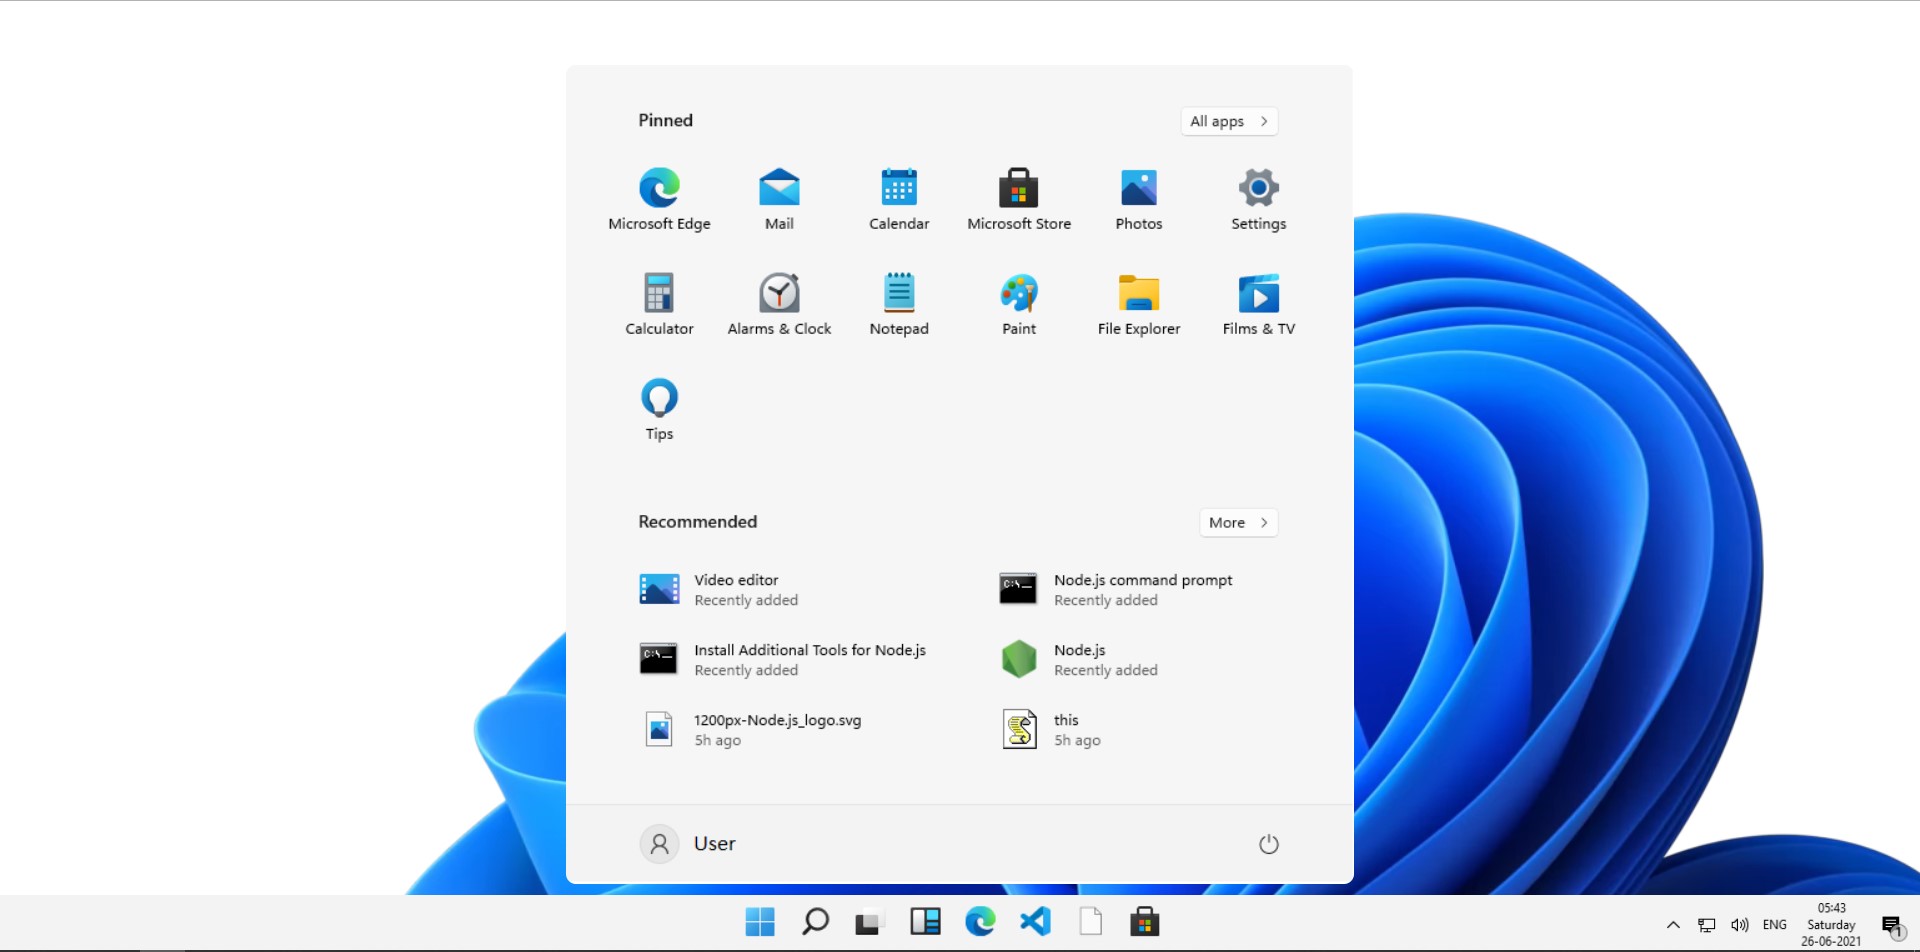 Pinned
All apps
Microsoft Edge
Mail
Calendar
Microsoft Store
Photos
Settings
Calculator
Alarms & Clock
Notepad
Paint
File Explorer
Films & TV
Tips
Recommended
More
Video editor
Recently added
Node.js command prompt
Recently added
Install Additional Tools for Node.js
Recently added
Node.js
Recently added
1200px-Node.js_logo.svg
5h ago
this
5h ago
User
ENG
05:43
Saturday
26-06-2021
1